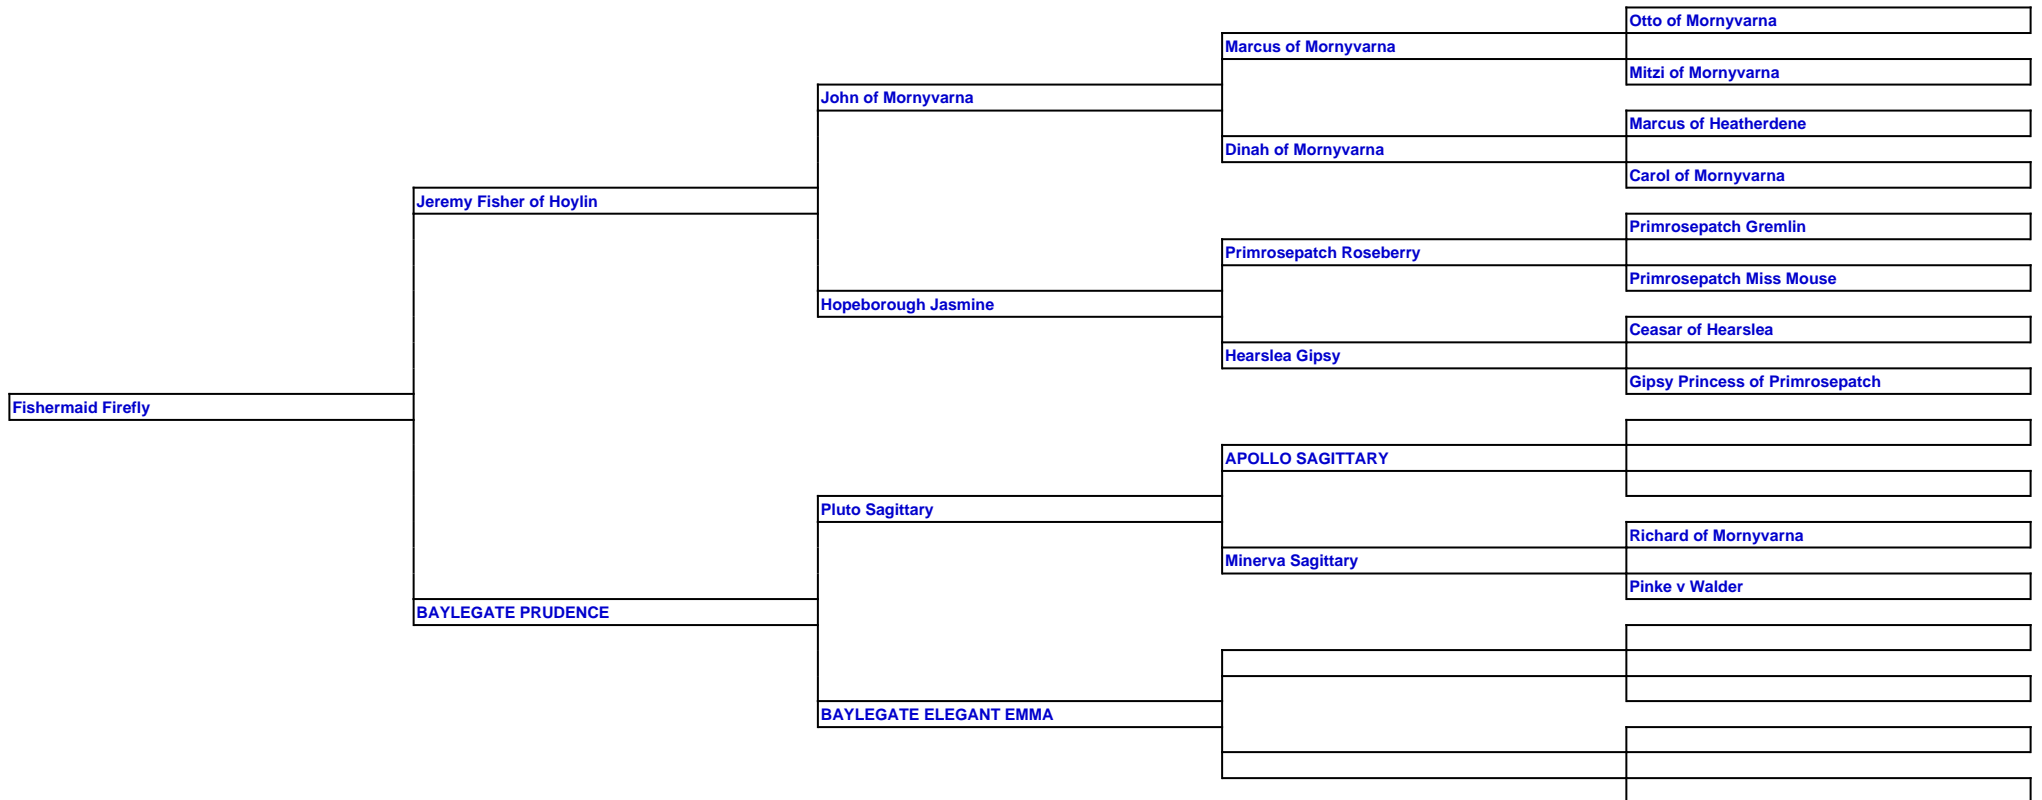 Otto of Mornyvarna
Marcus of Mornyvarna
Mitzi of Mornyvarna
John of Mornyvarna
Marcus of Heatherdene
Dinah of Mornyvarna
Carol of Mornyvarna
Jeremy Fisher of Hoylin
Primrosepatch Gremlin
Primrosepatch Roseberry
Primrosepatch Miss Mouse
Hopeborough Jasmine
Ceasar of Hearslea
Hearslea Gipsy
Gipsy Princess of Primrosepatch
Fishermaid Firefly
APOLLO SAGITTARY
Pluto Sagittary
Richard of Mornyvarna
Minerva Sagittary
Pinke v Walder
BAYLEGATE PRUDENCE
BAYLEGATE ELEGANT EMMA